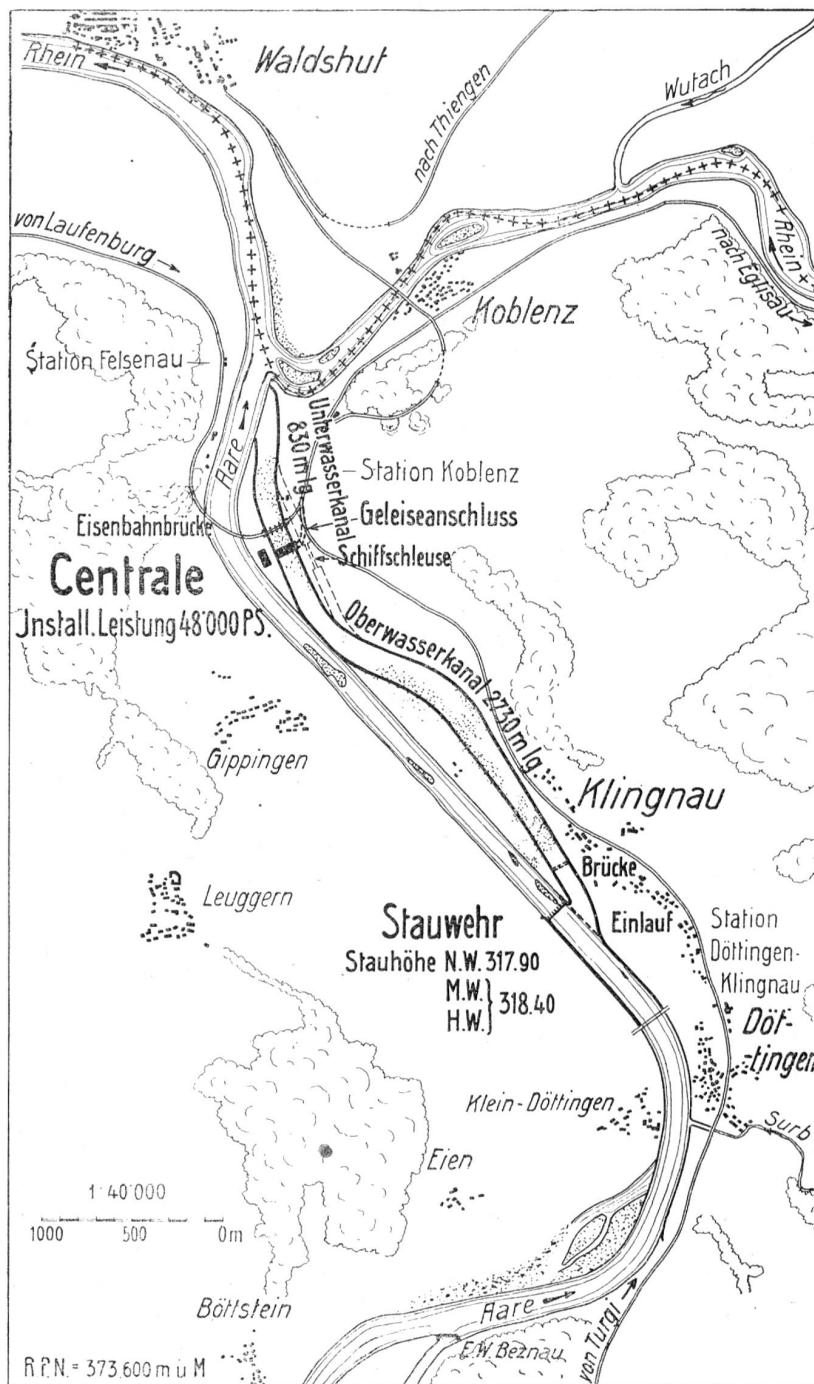 Rhein
Waldshut
nach Thiengen
Wutach
von Laufenburg
Rhein
nach Eglisau
Koblenz
Station Felsenau
Aare
Unterwasserkanal
830 m lg.
Station Koblenz
Geleiseanschluss
Eisenbahnbrücke
Schiffschleuse
Centrale
Jnstall. Leistung 48'000 PS.
Oberwasserkanal 2730 m lg.
Gippingen
Klingnau
Brücke
Leuggern
Stauwehr
Einlauf
Station
Döttingen-
Klingnau
Stauhöhe N.W. 317.90
M.W.
H.W.
318.40
Döt-
tingen
Klein-Döttingen
Surb
Eien
1:40'000
1000 500 0 m
Böttstein
Aare
E.W. Beznau
von Turgi
R.P.N. = 373.600 m ü M